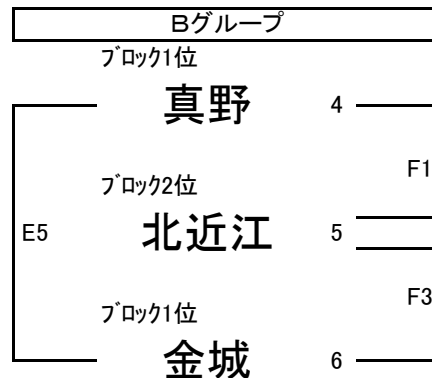 Bグループ
ﾌﾞﾛｯｸ1位
真野 4
F1
ﾌﾞﾛｯｸ2位
E5 北近江 5
F3
ﾌﾞﾛｯｸ1位
金城 6